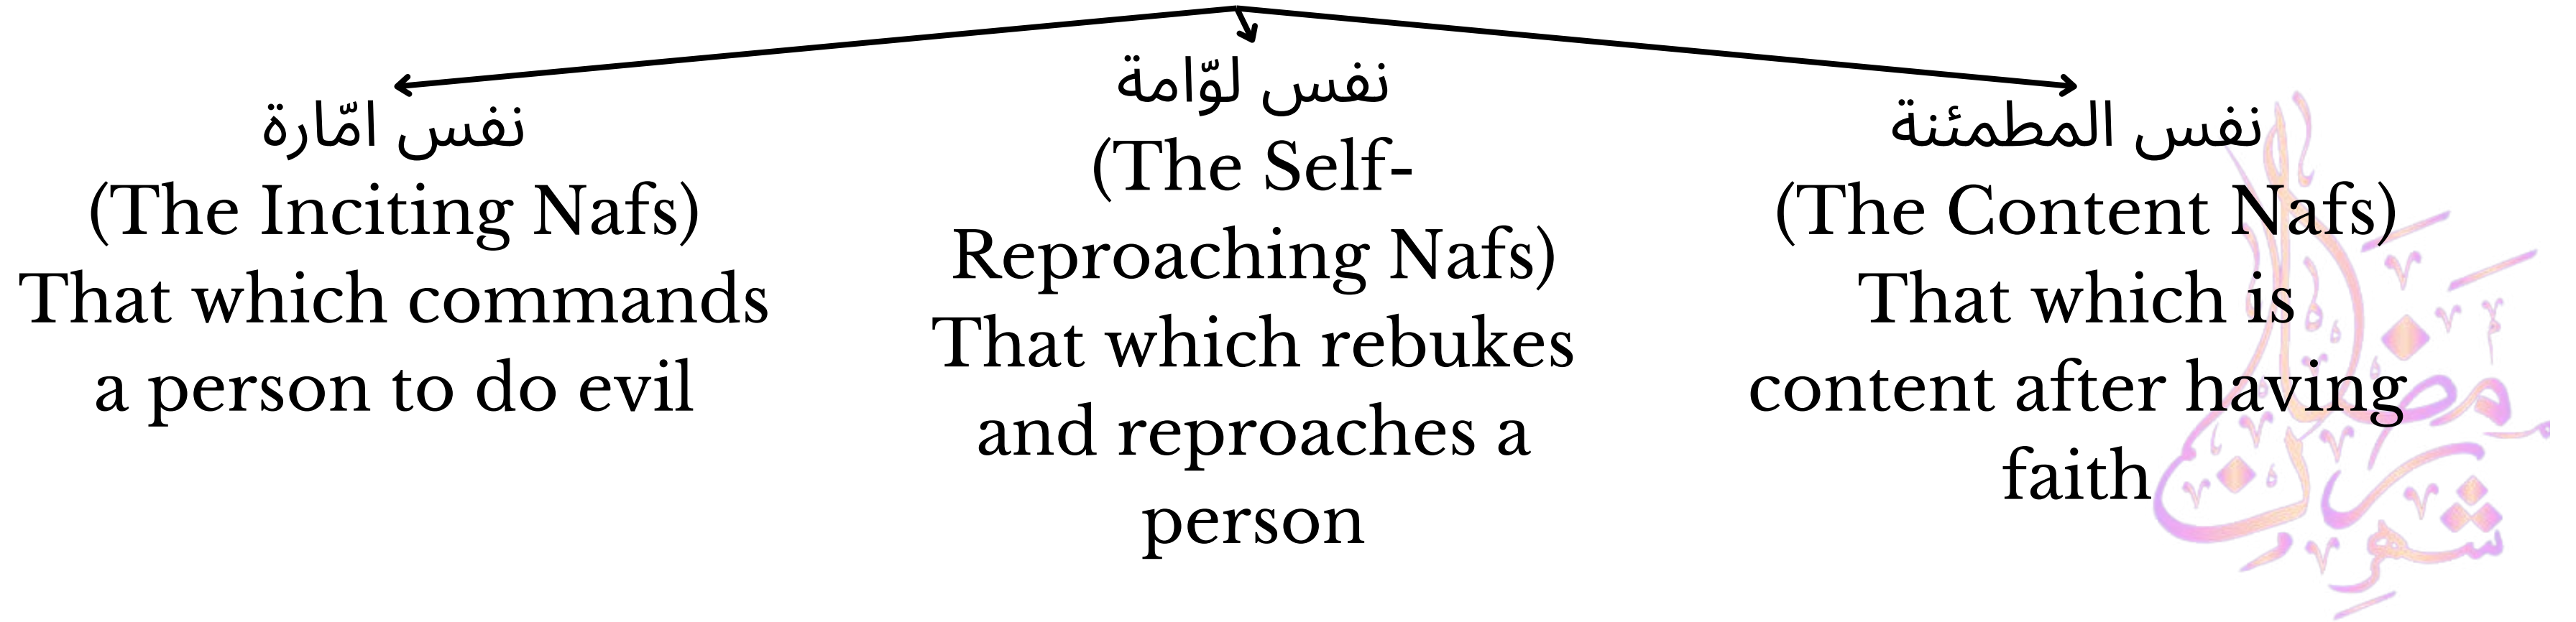 نفس امّارة
(The Inciting Nafs)
That which commands
a person to do evil
نفس لوّامة
(The Self-
Reproaching Nafs)
That which rebukes
and reproaches a
person
نفس المطمئنة
(The Content Nafs)
That which is
content after having
faith
شهر رمضان